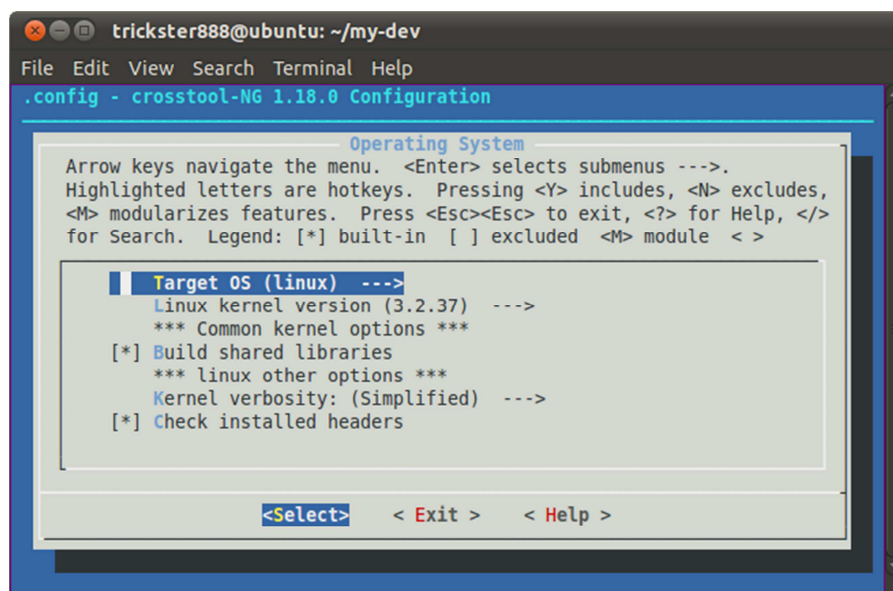 trickster888@ubuntu: ~/my-dev
File Edit View Search Terminal Help
.config - crosstool-NG 1.18.0 Configuration
Operating System
Arrow keys navigate the menu. <Enter> selects submenus --->.
Highlighted letters are hotkeys. Pressing <Y> includes, <N> excludes,
<M> modularizes features. Press <Esc><Esc> to exit, <?> for Help, </>
for Search. Legend: [*] built-in [ ] excluded <M> module < >
Target OS (linux) --->
Linux kernel version (3.2.37) --->
*** Common kernel options ***
[*] Build shared libraries
*** linux other options ***
Kernel verbosity: (Simplified) --->
[*] Check installed headers
<Select> < Exit > < Help >